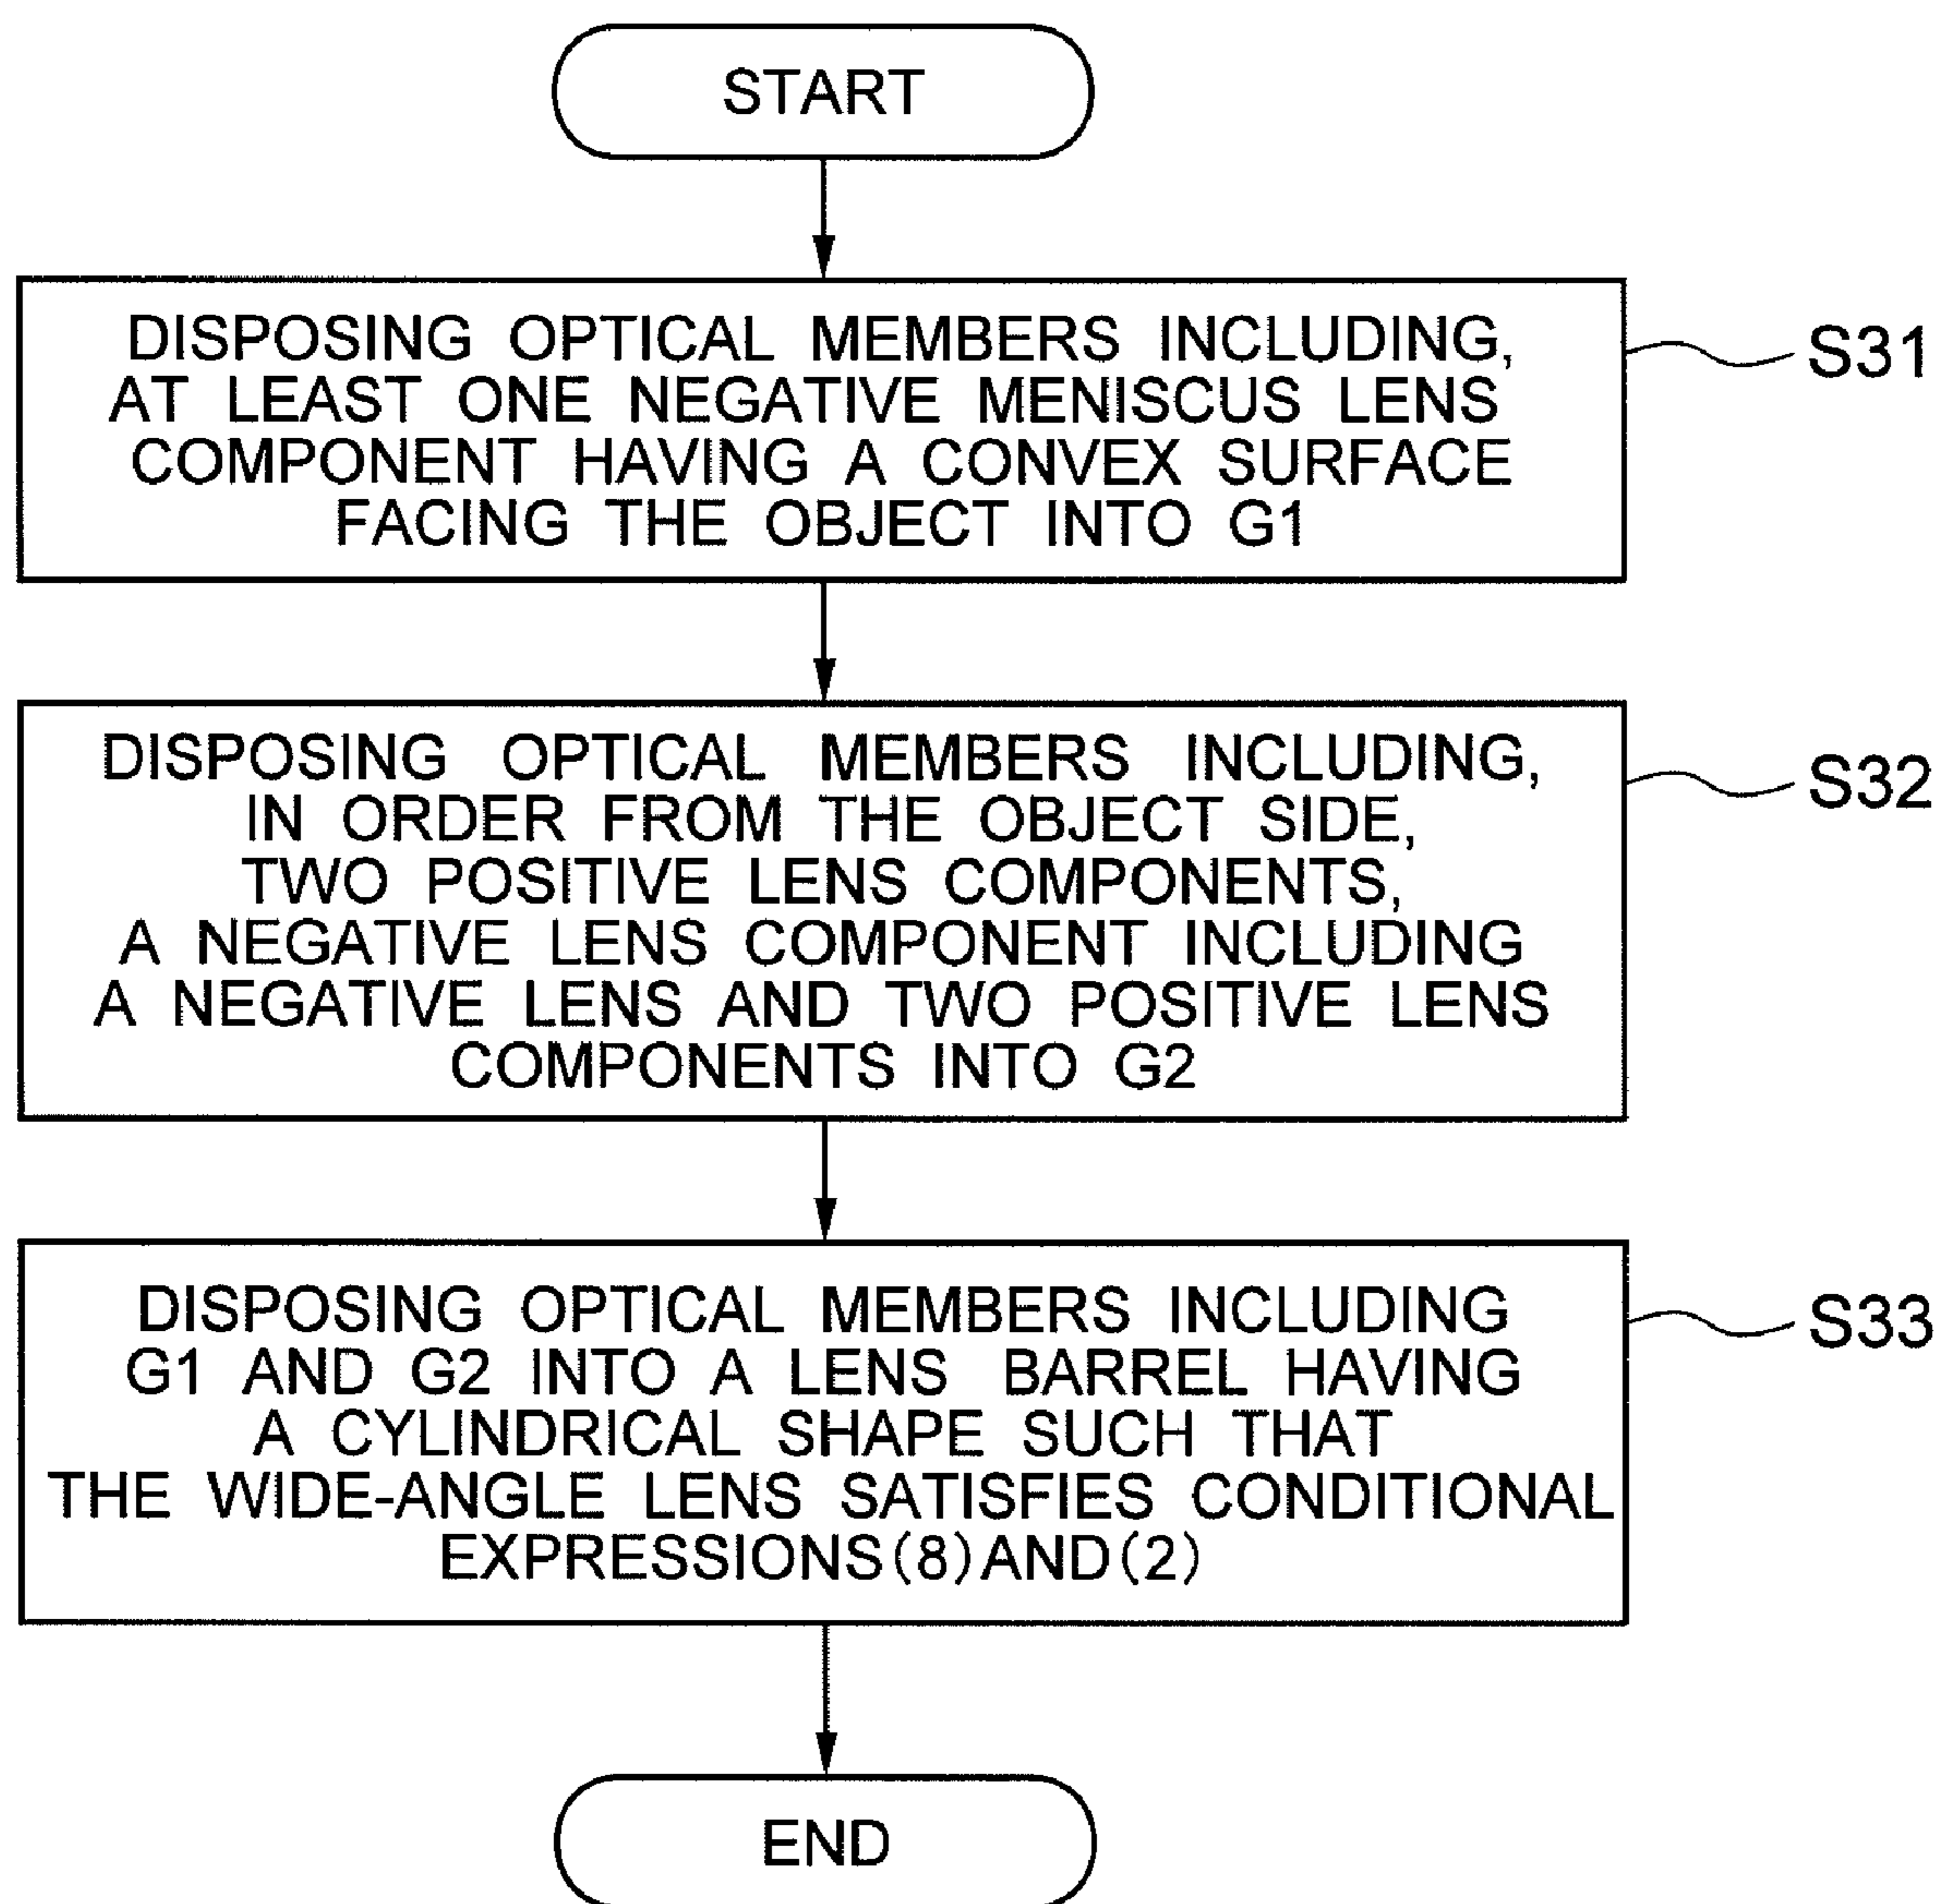 START
DISPOSING OPTICAL MEMBERS INCLUDING,
AT LEAST ONE NEGATIVE MENISCUS LENS
COMPONENT HAVING A CONVEX SURFACE
FACING THE OBJECT INTO G1
S31
DISPOSING OPTICAL MEMBERS INCLUDING,
IN ORDER FROM THE OBJECT SIDE,
TWO POSITIVE LENS COMPONENTS,
A NEGATIVE LENS COMPONENT INCLUDING
A NEGATIVE LENS AND TWO POSITIVE LENS
COMPONENTS INTO G2
S32
DISPOSING OPTICAL MEMBERS INCLUDING
G1 AND G2 INTO A LENS BARREL HAVING
A CYLINDRICAL SHAPE SUCH THAT
THE WIDE-ANGLE LENS SATISFIES CONDITIONAL
EXPRESSIONS(8)AND(2)
S33
END